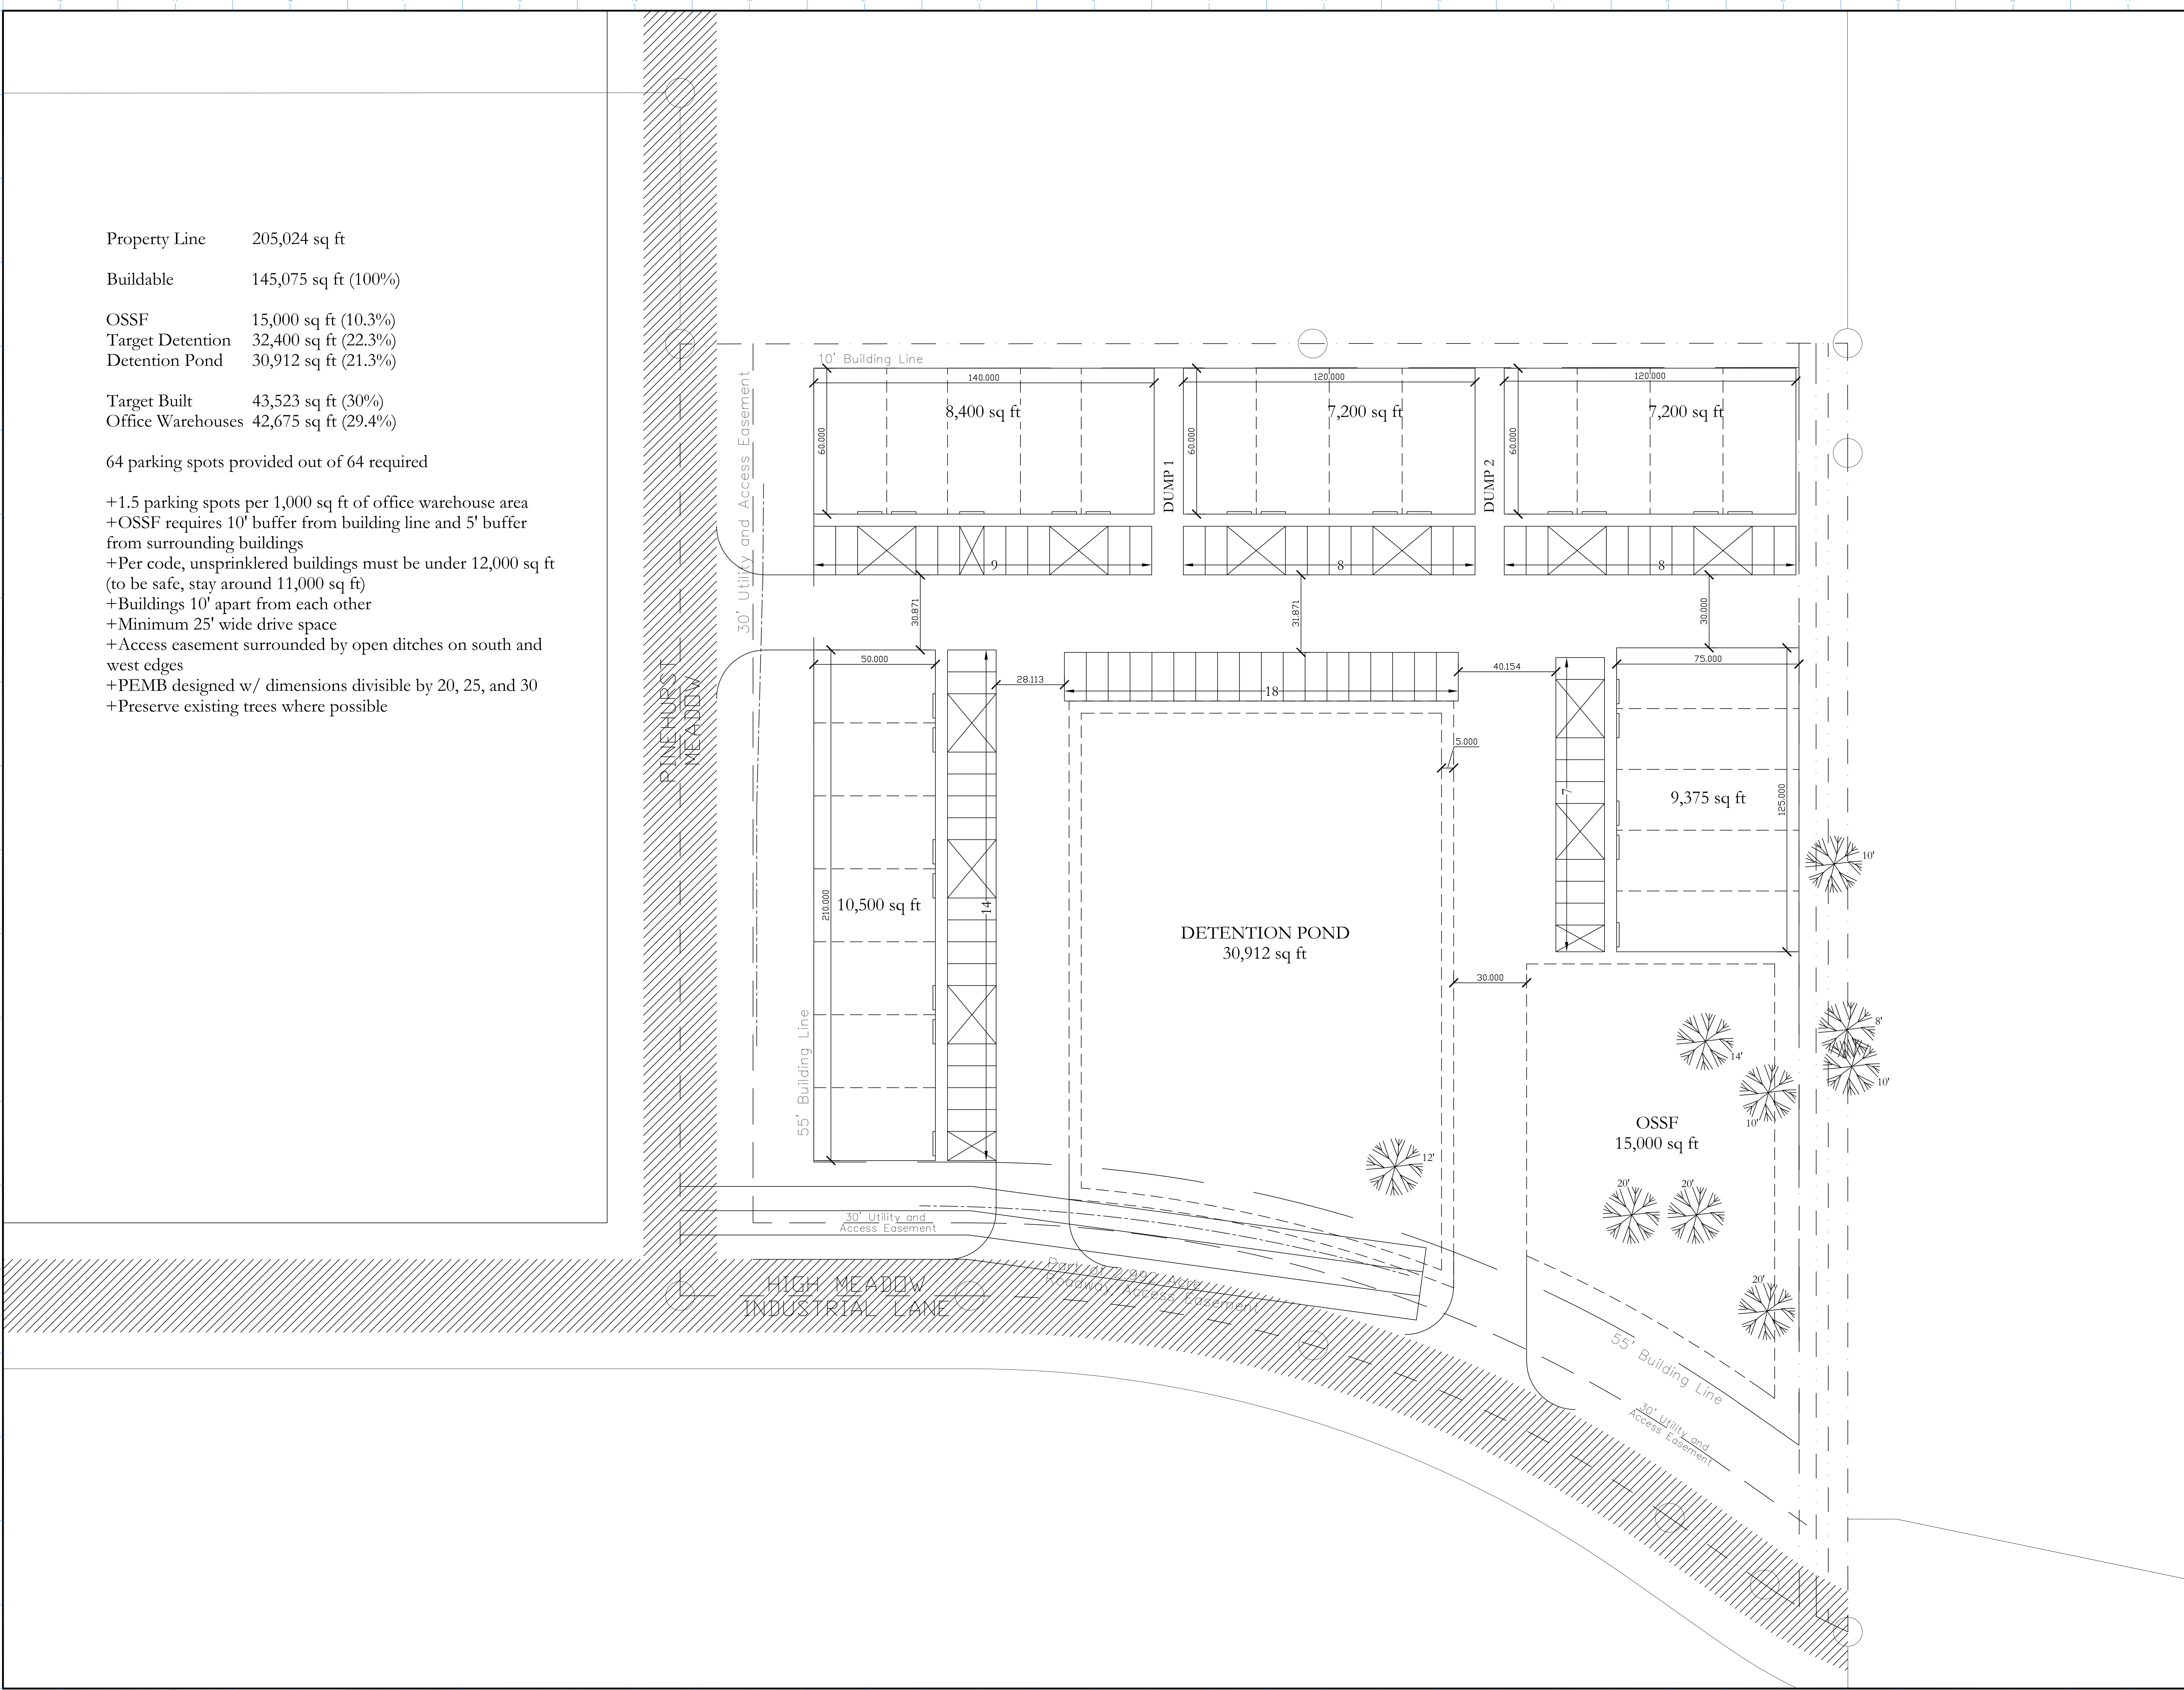 Property Line 205,024 sq ft
Buildable 145,075 sq ft (100%)
OSSF 15,000 sq ft (10.3%)
Target Detention 32,400 sq ft (22.3%)
Detention Pond 30,912 sq ft (21.3%)
Target Built 43,523 sq ft (30%)
Office Warehouses 42,675 sq ft (29.4%)
64 parking spots provided out of 64 required
+1.5 parking spots per 1,000 sq ft of office warehouse area
+OSSF requires 10' buffer from building line and 5' buffer
from surrounding buildings
+Per code, unsprinklered buildings must be under 12,000 sq ft
(to be safe, stay around 11,000 sq ft)
+Buildings 10' apart from each other
+Minimum 25' wide drive space
+Access easement surrounded by open ditches on south and
west edges
+PEMB designed w/ dimensions divisible by 20, 25, and 30
+Preserve existing trees where possible
PINEHURST
MEADOW
30' Utility and Access Easement
10' Building Line
140.000
8,400 sq ft
60.000
DUMP 1
120.000
7,200 sq ft
60.000
DUMP 2
120.000
7,200 sq ft
60.000
9
8
8
30.871
31.871
30.000
50.000
28.113
18
40.154
75.000
5.000
7
9,375 sq ft
125.000
10'
210.000
10,500 sq ft
14
DETENTION POND
30,912 sq ft
30.000
55' Building Line
14'
8'
10'
10'
OSSF
15,000 sq ft
12'
20'
20'
20'
30' Utility and
Access Easement
HIGH MEADOW
INDUSTRIAL LANE
Roadway Access Easement
55' Building Line
30' Utility and
Access Easement